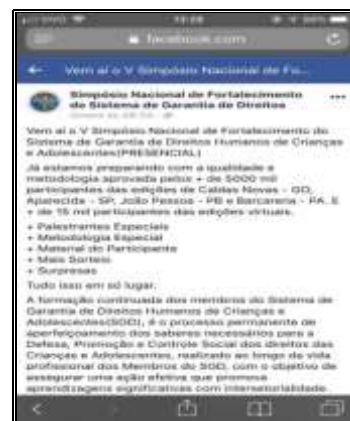 facebook.com
Vem aí o V Simpósio Nacional de Fo...
Simpósio Nacional de Fortalecimento
do Sistema de Garantia de Direitos
Vem aí o V Simpósio Nacional de Fortalecimento do
Sistema de Garantia de Direitos Humanos de Crianças
e Adolescentes(PRESENCIAL)
Já estamos preparando com a qualidade e
metodologia aprovada pelos + de 5000 mil
participantes das edições de Caldas Novas - GO,
Aparecida - SP, João Pessoa - PB e Barcarena - PA. E
+ de 15 mil participantes das edições virtuais.
+ Palestrantes Especiais
+ Metodologia Especial
+ Material do Participante
+ Mais Sorteio
+ Surpresas
Tudo isso em só lugar.
A formação continuada dos membros do Sistema de
Garantia de Direitos Humanos de Crianças e
Adolescentes(SGD), é o processo permanente de
aperfeiçoamento dos saberes necessários para a
Defesa, Promoção e Controle Social dos direitos das
Crianças e Adolescentes, realizado ao longo da vida
profissional dos Membros do SGD, com o objetivo de
assegurar uma ação efetiva que promova
aprendizagens significativas com intersetorialidade.